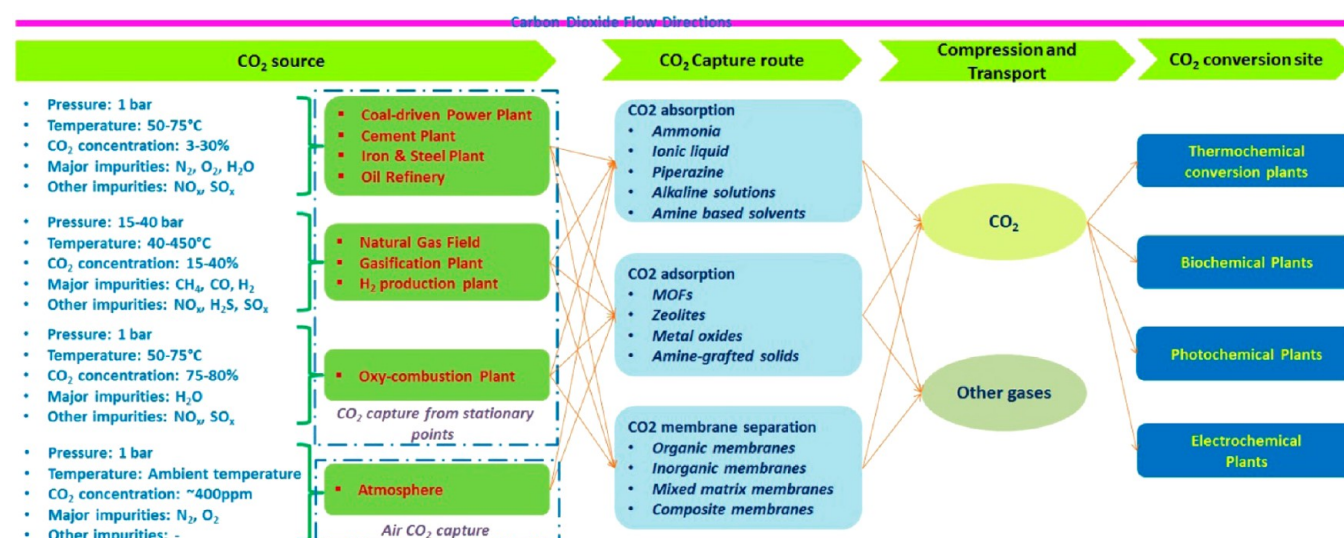 Carbon Dioxide Flow Directions
CO₂ source
CO₂ Capture route
Compression and
Transport
CO₂ conversion site
• Pressure: 1 bar
• Temperature: 50-75°C
• CO₂ concentration: 3-30%
• Major impurities: N₂, O₂, H₂O
• Other impurities: NOₓ, SOₓ
▪ Coal-driven Power Plant
▪ Cement Plant
▪ Iron & Steel Plant
▪ Oil Refinery
• Pressure: 15-40 bar
• Temperature: 40-450°C
• CO₂ concentration: 15-40%
• Major impurities: CH₄, CO, H₂
• Other impurities: NOₓ, H₂S, SOₓ
▪ Natural Gas Field
▪ Gasification Plant
▪ H₂ production plant
• Pressure: 1 bar
• Temperature: 50-75°C
• CO₂ concentration: 75-80%
• Major impurities: H₂O
• Other impurities: NOₓ, SOₓ
▪ Oxy-combustion Plant
CO₂ capture from stationary
points
• Pressure: 1 bar
• Temperature: Ambient temperature
• CO₂ concentration: ~400ppm
• Major impurities: N₂, O₂
• Other impurities: -
▪ Atmosphere
Air CO₂ capture
CO2 absorption
• Ammonia
• Ionic liquid
• Piperazine
• Alkaline solutions
• Amine based solvents
CO2 adsorption
• MOFs
• Zeolites
• Metal oxides
• Amine-grafted solids
CO2 membrane separation
• Organic membranes
• Inorganic membranes
• Mixed matrix membranes
• Composite membranes
CO₂
Other gases
Thermochemical
conversion plants
Biochemical Plants
Photochemical Plants
Electrochemical
Plants